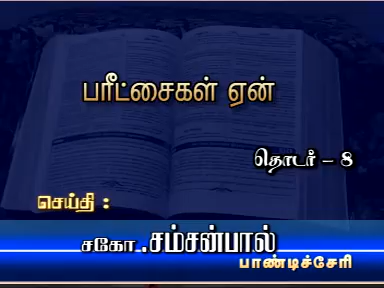 பரீட்சைகள் ஏன்
தொடர் - 8
செய்தி :
சகோ .சம்சன்பால்
பாண்டிச்சேரி